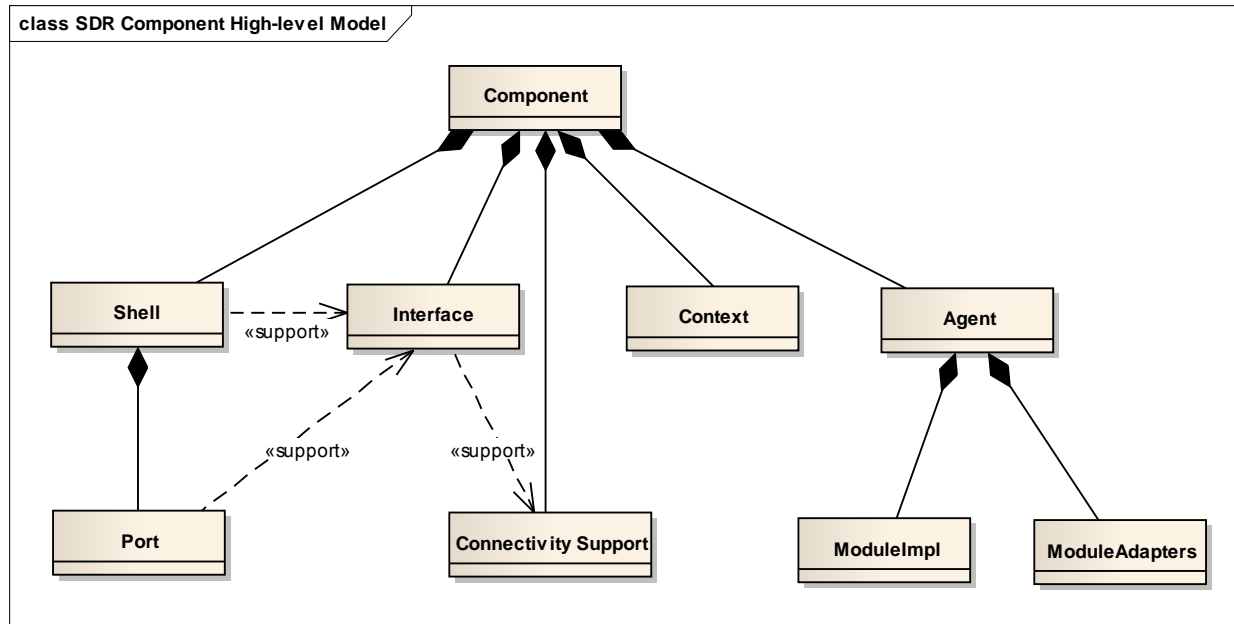 class SDR Component High-level Model
Component
Shell
Interface
Context
Agent
«support»
«support»
«support»
Port
Connectivity Support
ModuleImpl
ModuleAdapters